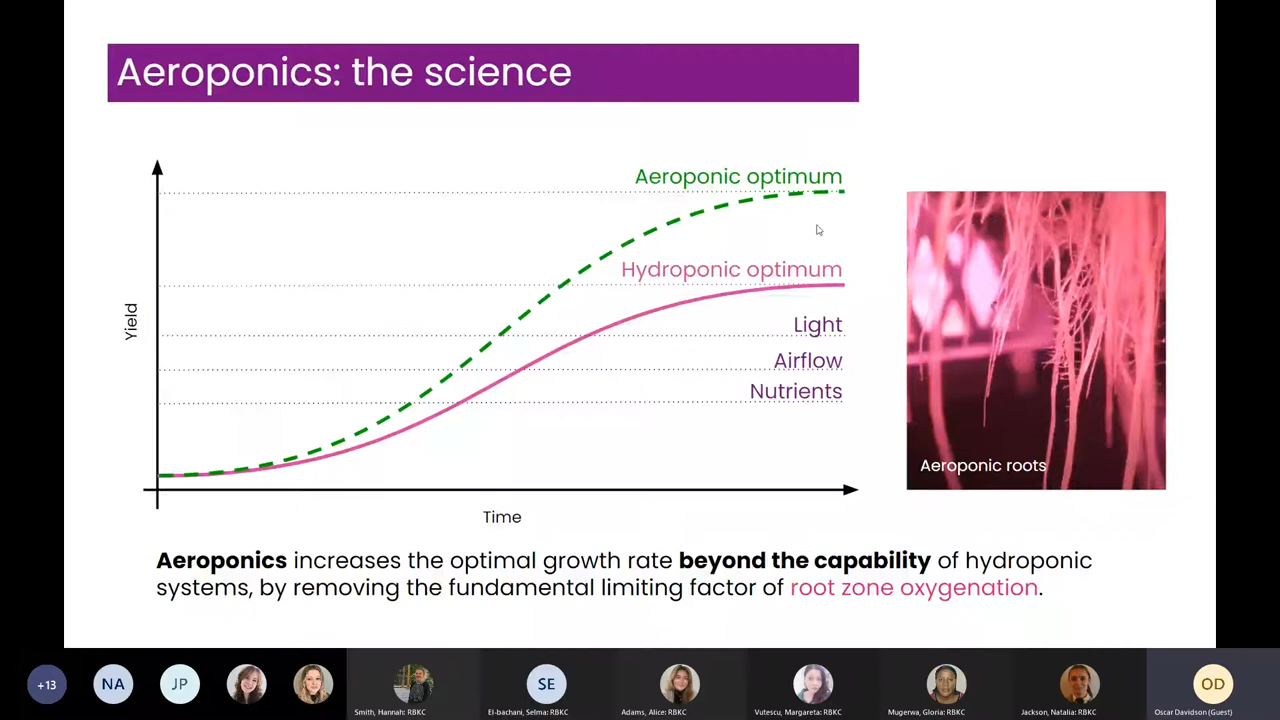 Aeroponics: the science
Aeroponic optimum
Hydroponic optimum
Light
Airflow
Nutrients
Yield
Time
Aeroponic roots
Aeroponics increases the optimal growth rate beyond the capability of hydroponic
systems, by removing the fundamental limiting factor of root zone oxygenation.
+13
NA
JP
SE
OD
Smith, Hannah: RBKC
El-bachani, Selma: RBKC
Adams, Alice: RBKC
Vutescu, Margareta: RBKC
Mugerwa, Gloria: RBKC
Jackson, Natalia: RBKC
Oscar Davidson (Guest)